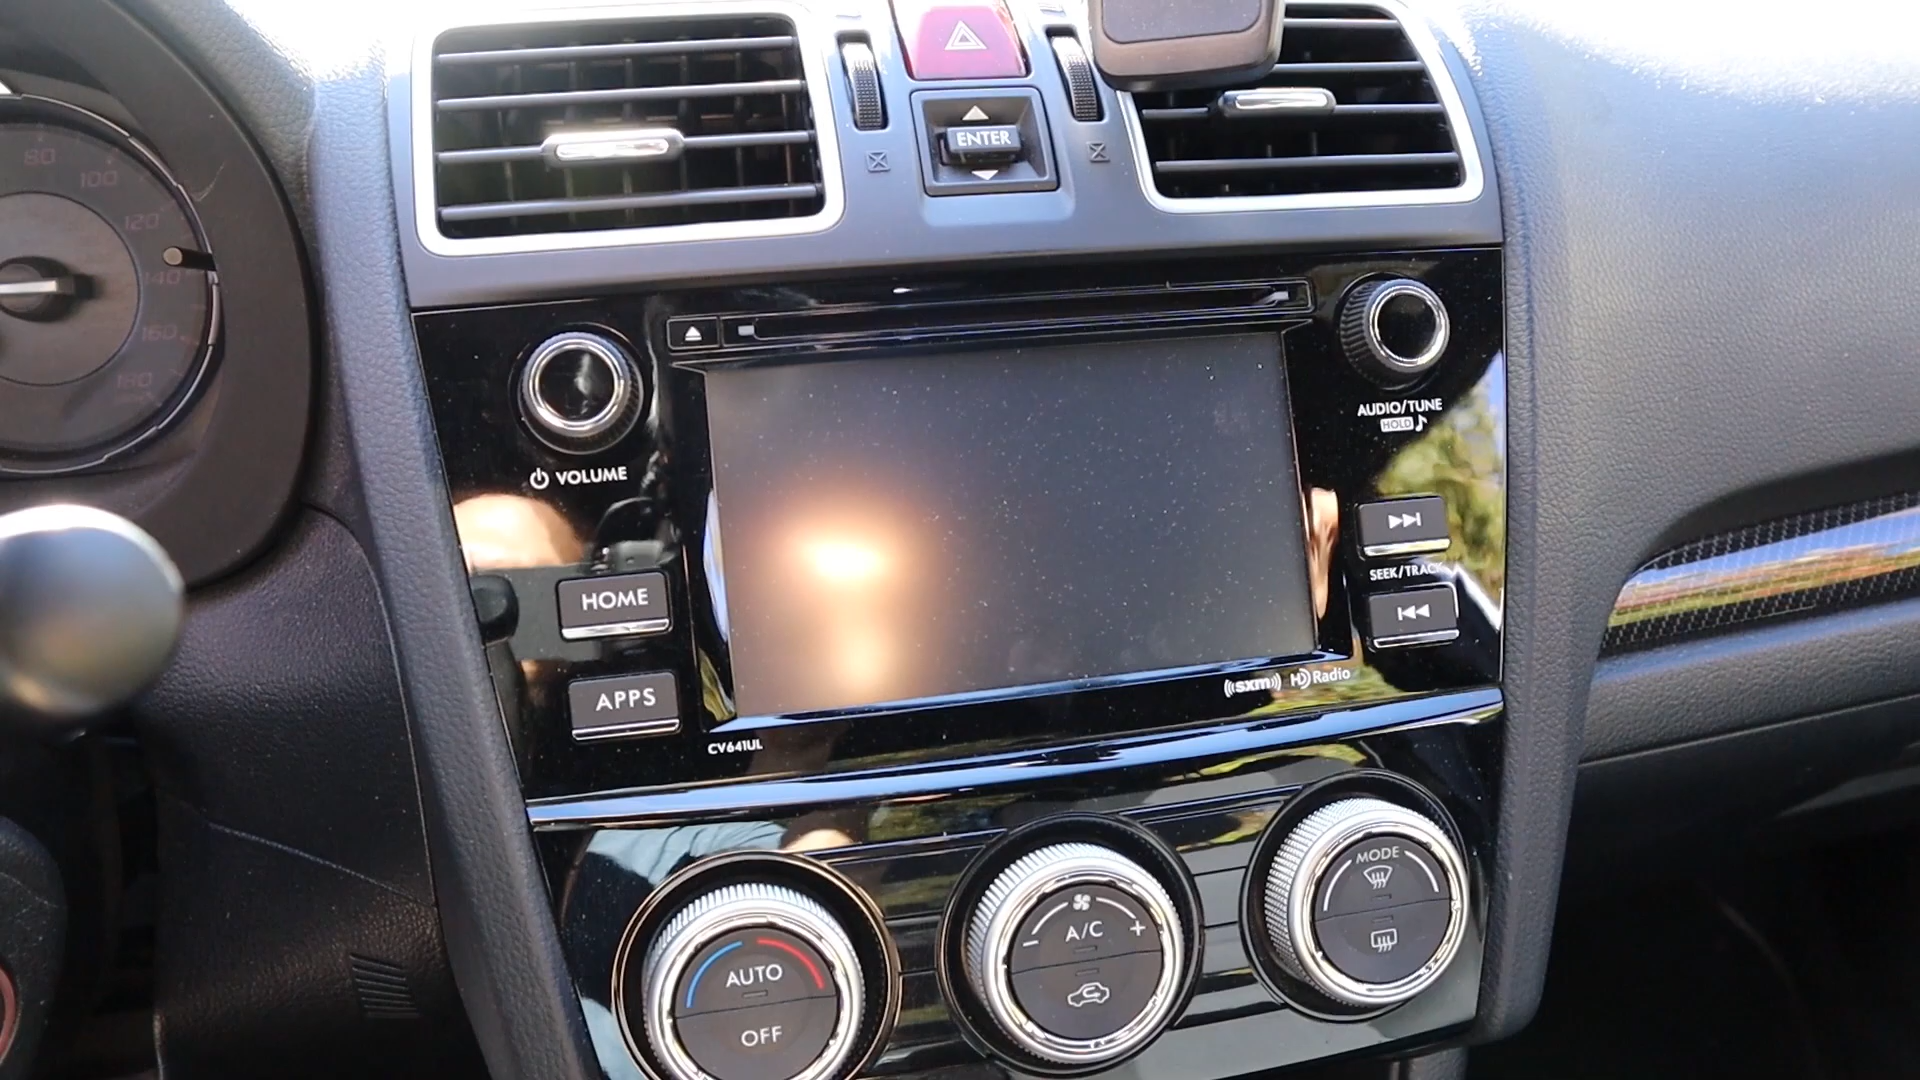 80
100
120
140
160
180
ENTER
VOLUME
AUDIO/TUNE
HOLD
HOME
SEEK/TRACK
APPS
((sxm)) HD Radio
CV641UL
MODE
A/C
- +
AUTO
OFF